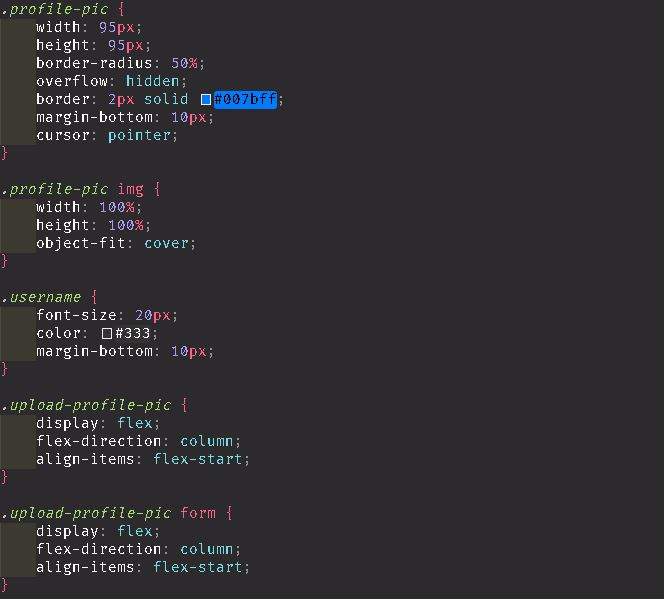 .profile-pic {
    width: 95px;
    height: 95px;
    border-radius: 50%;
    overflow: hidden;
    border: 2px solid #007bff;
    margin-bottom: 10px;
    cursor: pointer;
}

.profile-pic img {
    width: 100%;
    height: 100%;
    object-fit: cover;
}

.username {
    font-size: 20px;
    color: #333;
    margin-bottom: 10px;
}

.upload-profile-pic {
    display: flex;
    flex-direction: column;
    align-items: flex-start;
}

.upload-profile-pic form {
    display: flex;
    flex-direction: column;
    align-items: flex-start;
}